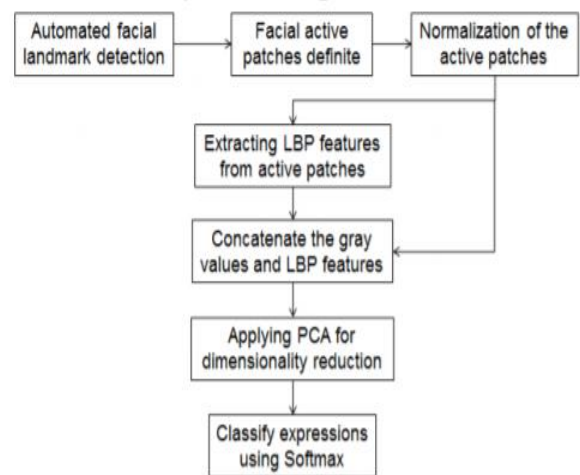 Automated facial
landmark detection
Facial active
patches definite
Normalization of the
active patches
Extracting LBP features
from active patches
Concatenate the gray
values and LBP features
Applying PCA for
dimensionality reduction
Classify expressions
using Softmax